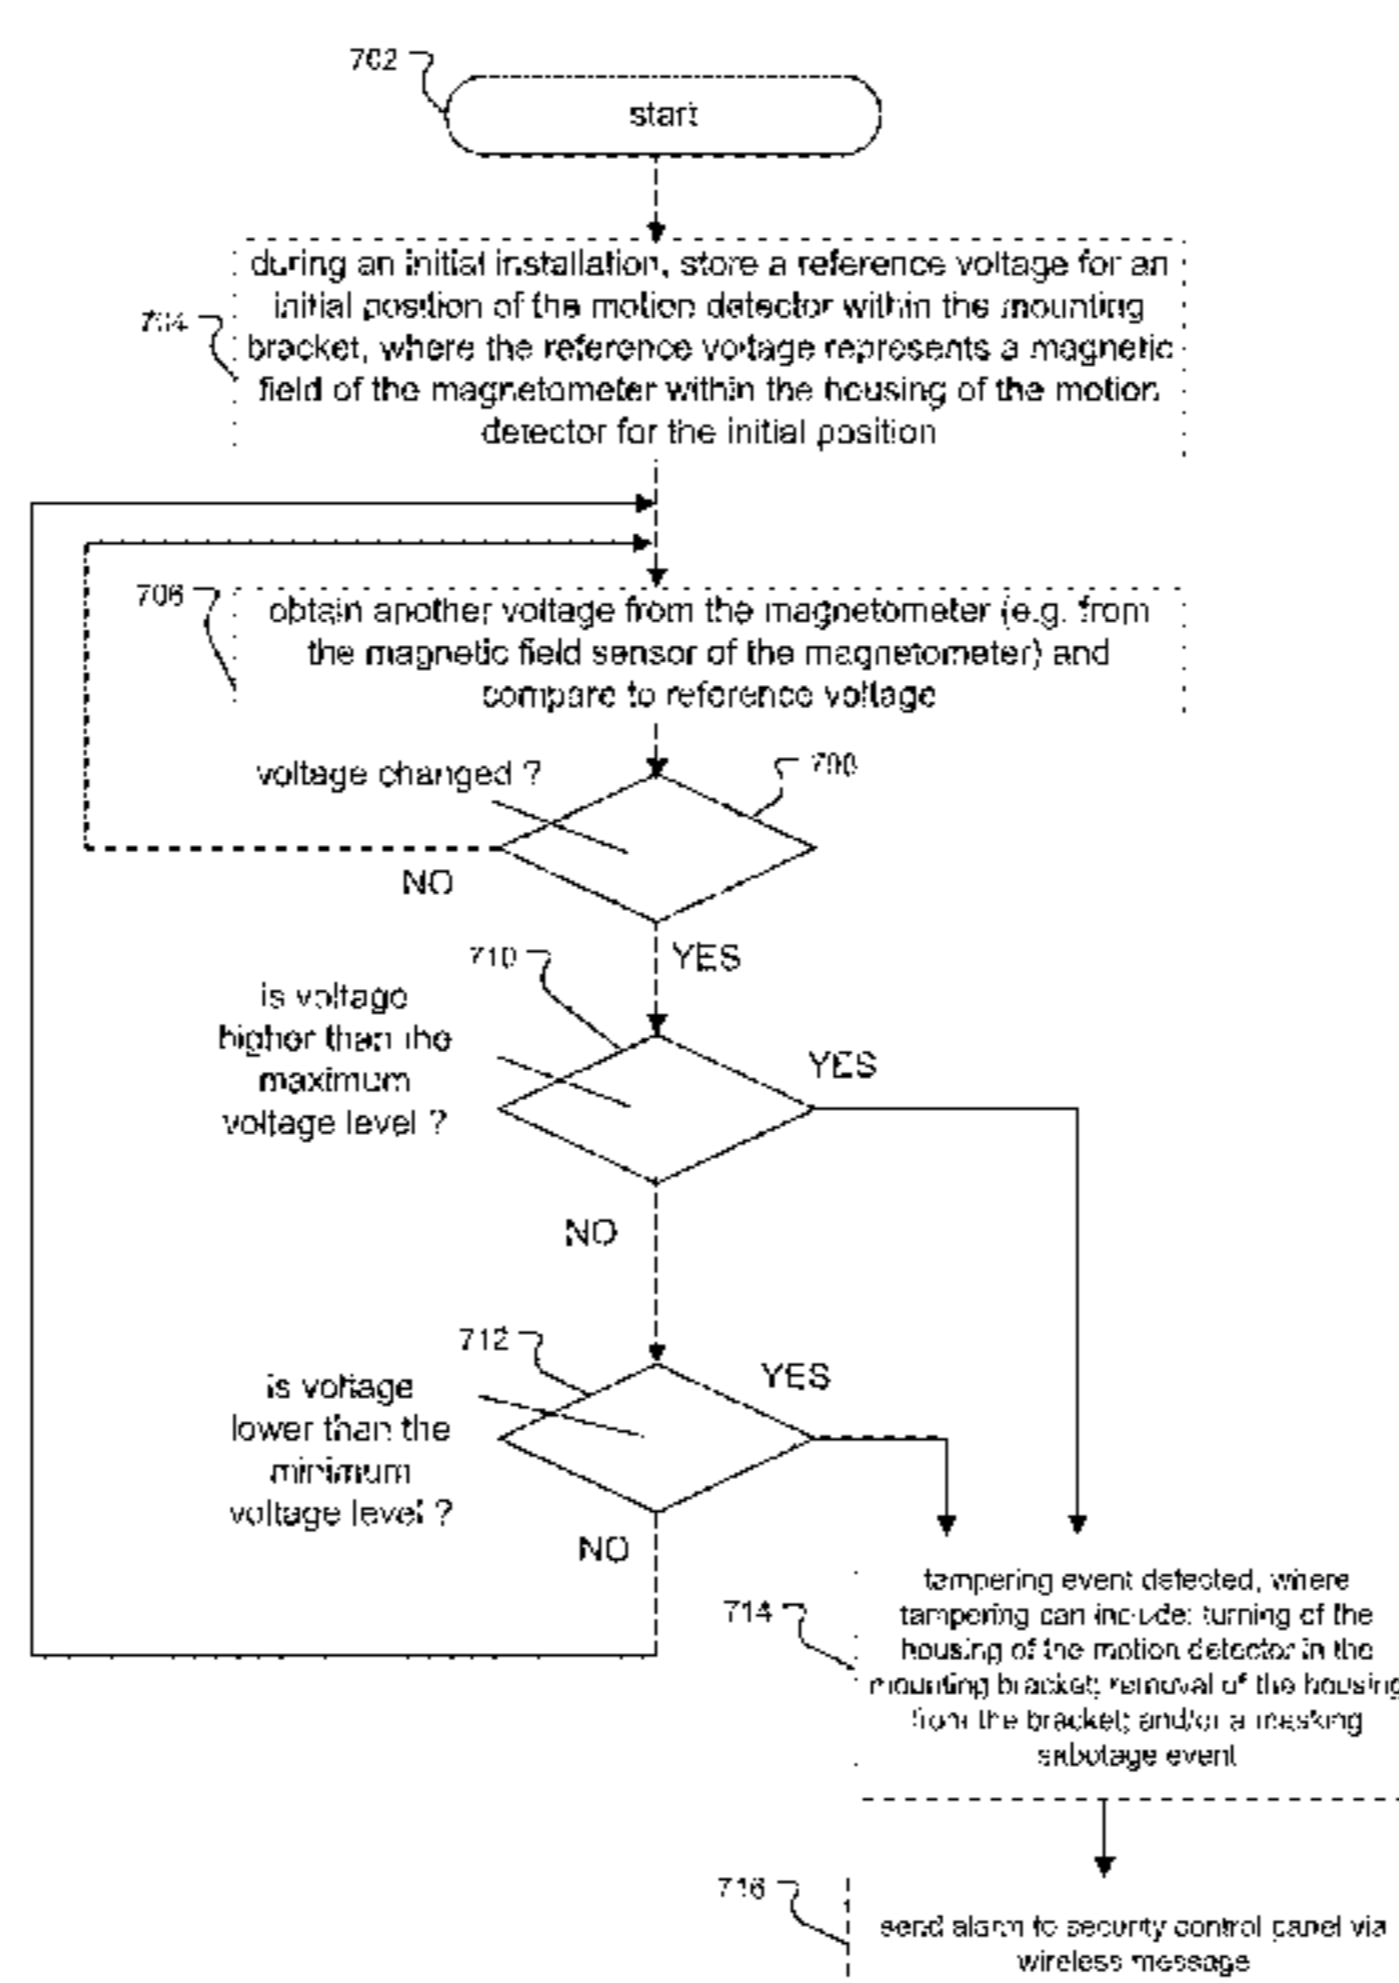 702
start
704
during an initial installation, store a reference voltage for an
initial position of the motion detector within the mounting
bracket, where the reference voltage represents a magnetic
field of the magnetometer within the housing of the motion
detector for the initial position
706
obtain another voltage from the magnetometer (e.g. from
the magnetic field sensor of the magnetometer) and
compare to reference voltage
voltage changed ?
NO
YES
710
is voltage
higher than the
maximum
voltage level ?
YES
NO
712
is voltage
lower than the
minimum
voltage level ?
YES
NO
714
tampering event detected, where
tampering can include: turning of the
housing of the motion detector in the
mounting bracket; removal of the housing
from the bracket; and/or a masking
sabotage event
716
send alarm to security control panel via
wireless message